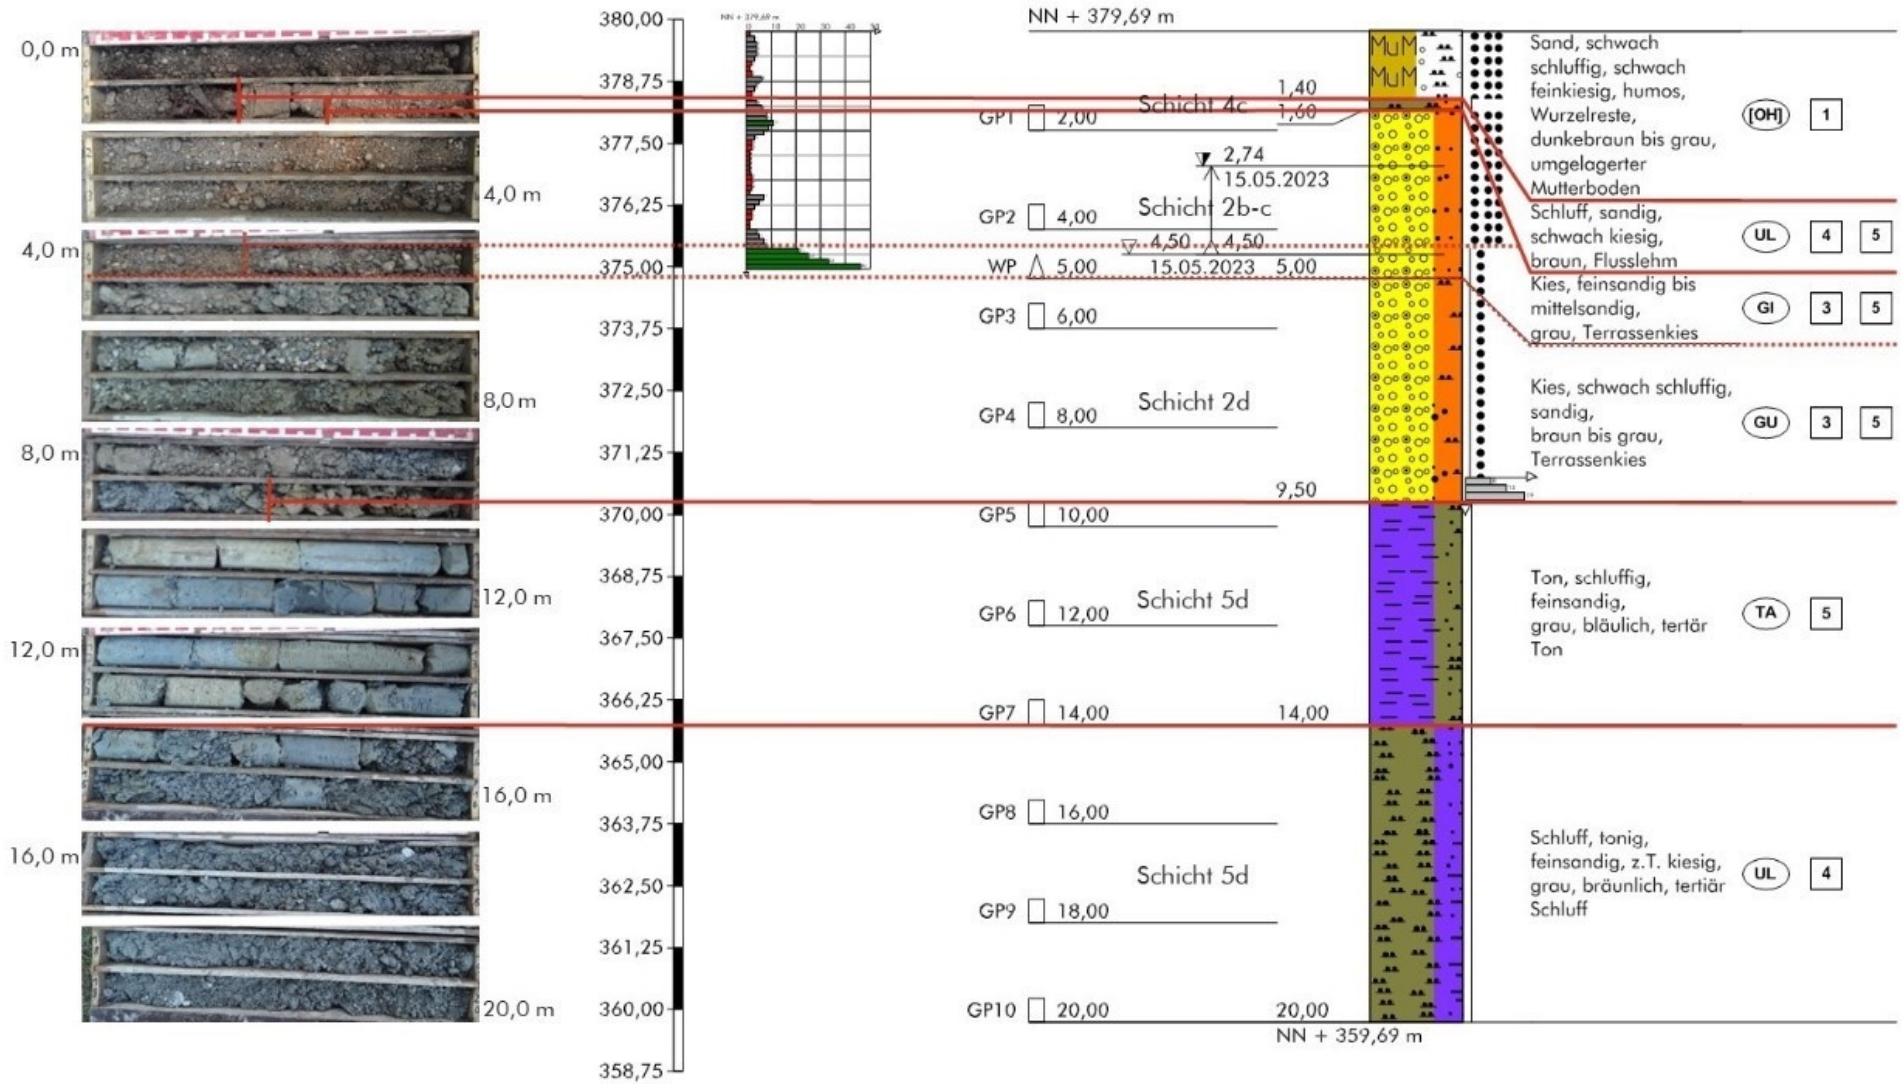 0,0 m
4,0 m
4,0 m
8,0 m
8,0 m
12,0 m
12,0 m
16,0 m
16,0 m
20,0 m
380,00
378,75
377,50
376,25
375,00
373,75
372,50
371,25
370,00
368,75
367,50
366,25
365,00
363,75
362,50
361,25
360,00
358,75
NN + 379,69 m
0 10 20 30 40 50
NN + 379,69 m
1,40
GP1 2,00 Schicht 4c 1,60
2,74
15.05.2023
GP2 4,00 Schicht 2b-c
4,50 4,50
WP 5,00 15.05.2023 5,00
GP3 6,00
GP4 8,00 Schicht 2d
9,50
GP5 10,00
GP6 12,00 Schicht 5d
GP7 14,00 14,00
GP8 16,00
Schicht 5d
GP9 18,00
GP10 20,00 20,00
NN + 359,69 m
MuM
MuM
Sand, schwach
schluffig, schwach
feinkiesig, humos,
Wurzelreste,
dunkebraun bis grau,
umgelagerter
Mutterboden
[OH] 1
Schluff, sandig,
schwach kiesig,
braun, Flusslehm
UL 4 5
Kies, feinsandig bis
mittelsandig,
grau, Terrassenkies
GI 3 5
Kies, schwach schluffig,
sandig,
braun bis grau,
Terrassenkies
GU 3 5
Ton, schluffig,
feinsandig,
grau, bläulich, tertär
Ton
TA 5
Schluff, tonig,
feinsandig, z.T. kiesig,
grau, bräunlich, tertiär
Schluff
UL 4